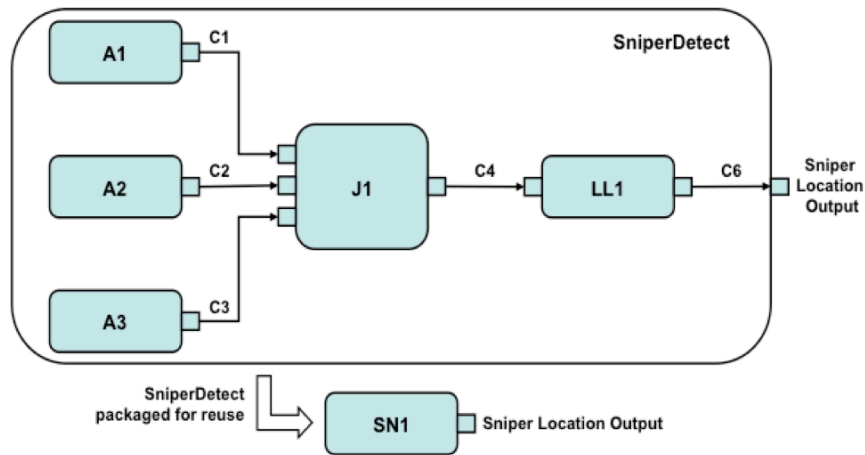 A1
C1
SniperDetect
A2
C2
J1
C4
LL1
C6
Sniper
Location
Output
A3
C3
SniperDetect
packaged for reuse
SN1
Sniper Location Output